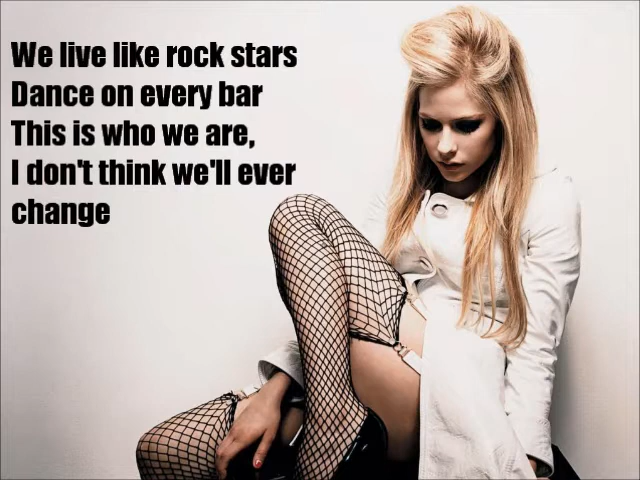 We live like rock stars
Dance on every bar
This is who we are,
I don't think we'll ever
change